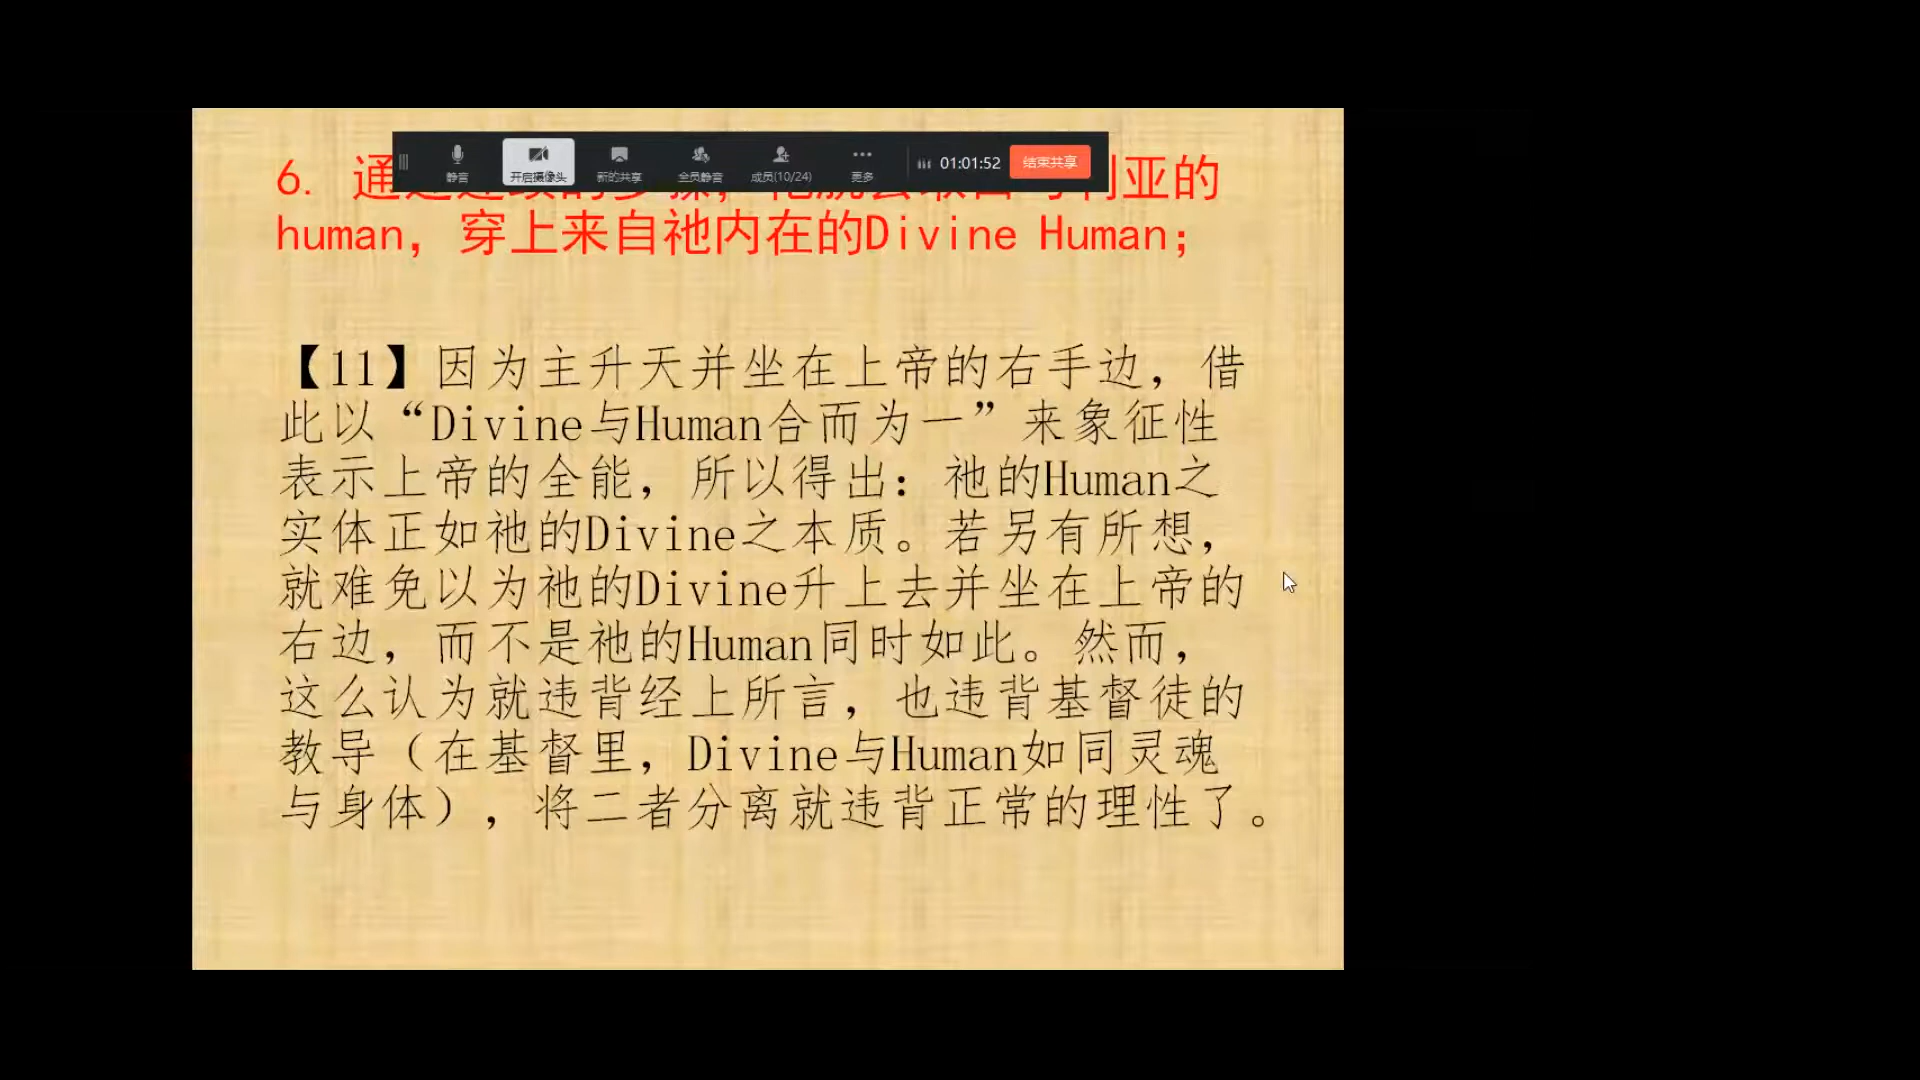 静音 开启摄像头 新的共享 全员静音 成员(10/24) 更多 01:01:52 结束共享
6. 通 利亚的
human, 穿上来自祂内在的Divine Human;
【11】因为主升天并坐在上帝的右手边，借
此以“Divine与Human合而为一”来象征性
表示上帝的全能，所以得出：祂的Human之
实体正如祂的Divine之本质。若另有所想，
就难免以为祂的Divine升上去并坐在上帝的
右边，而不是祂的Human同时如此。然而，
这么认为就违背经上所言，也违背基督徒的
教导（在基督里，Divine与Human如同灵魂
与身体），将二者分离就违背正常的理性了。